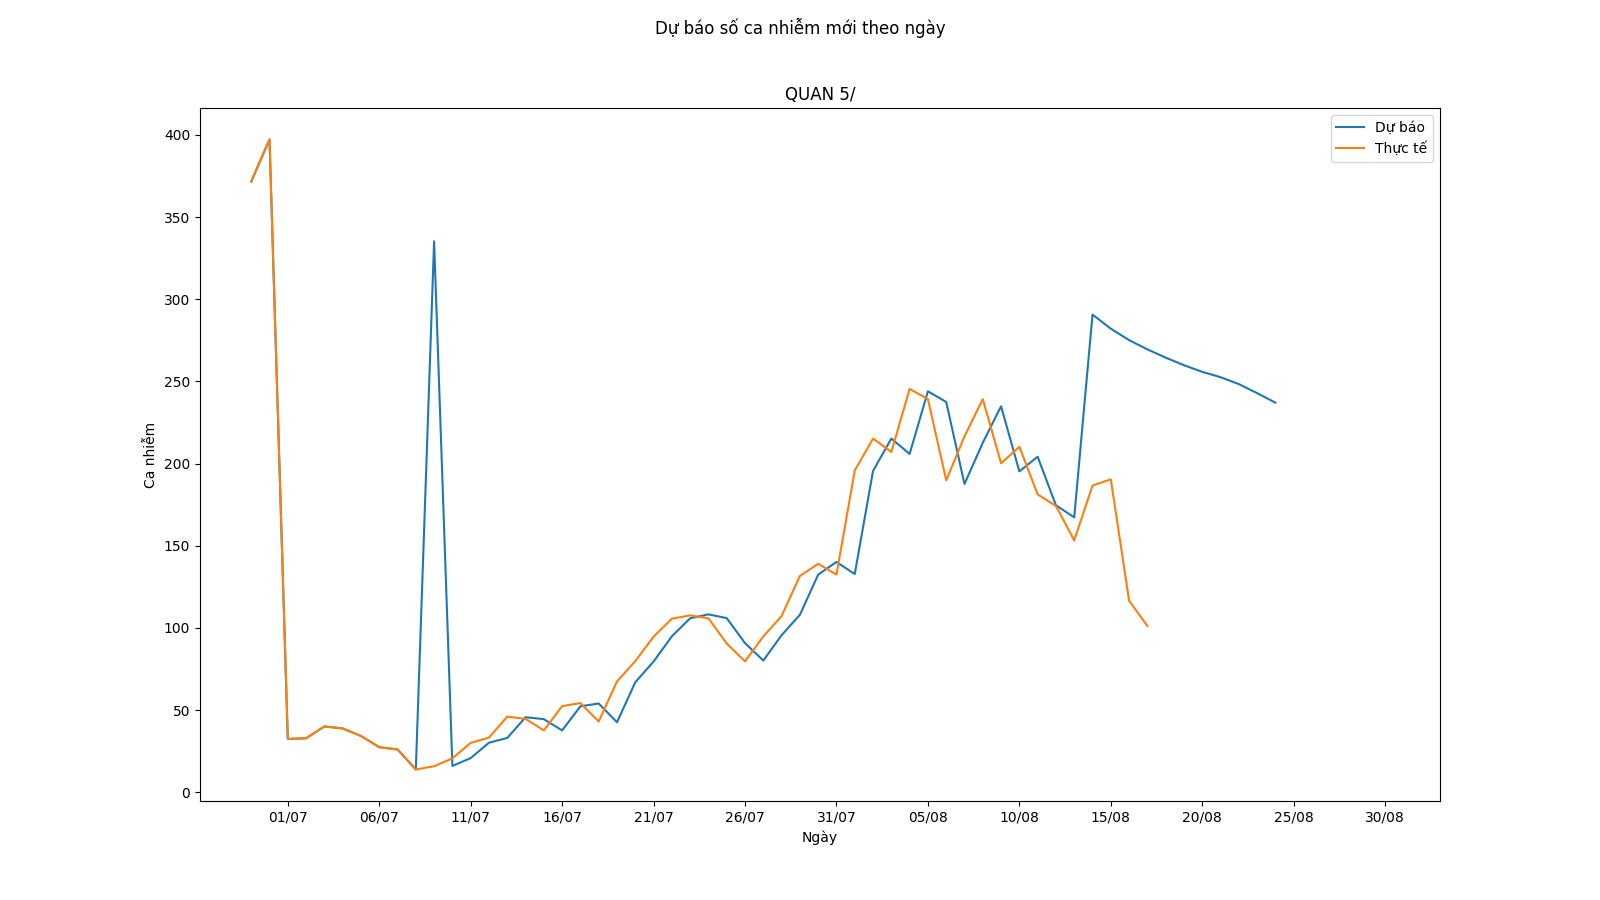 Dự báo số ca nhiễm mới theo ngày
QUAN 5/
Dự báo
Thực tế
400
350
300
250
200
150
100
50
0
Ca nhiễm
01/07 06/07 11/07 16/07 21/07 26/07 31/07 05/08 10/08 15/08 20/08 25/08 30/08
Ngày